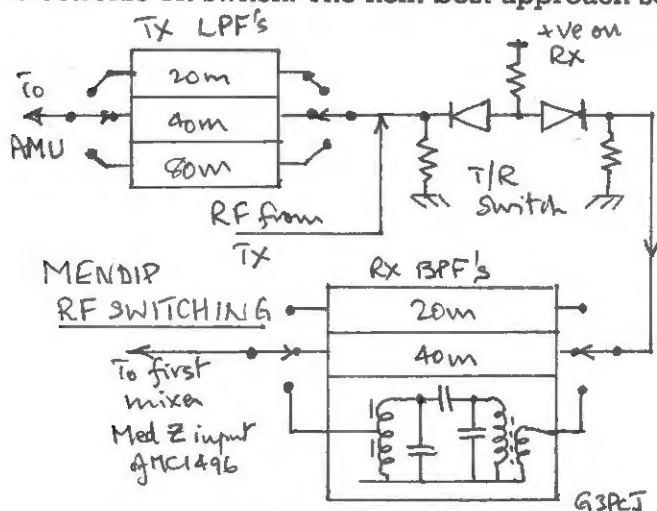 TX LPF's
+ve on
Rx
To
AMU
20m
40m
80m
T/R
switch
RF from
TX
MENDIP
RF SWITCHING
RX BPF's
20m
40m
To first
mixer
Med Z input
of MC1496
G3PCJ